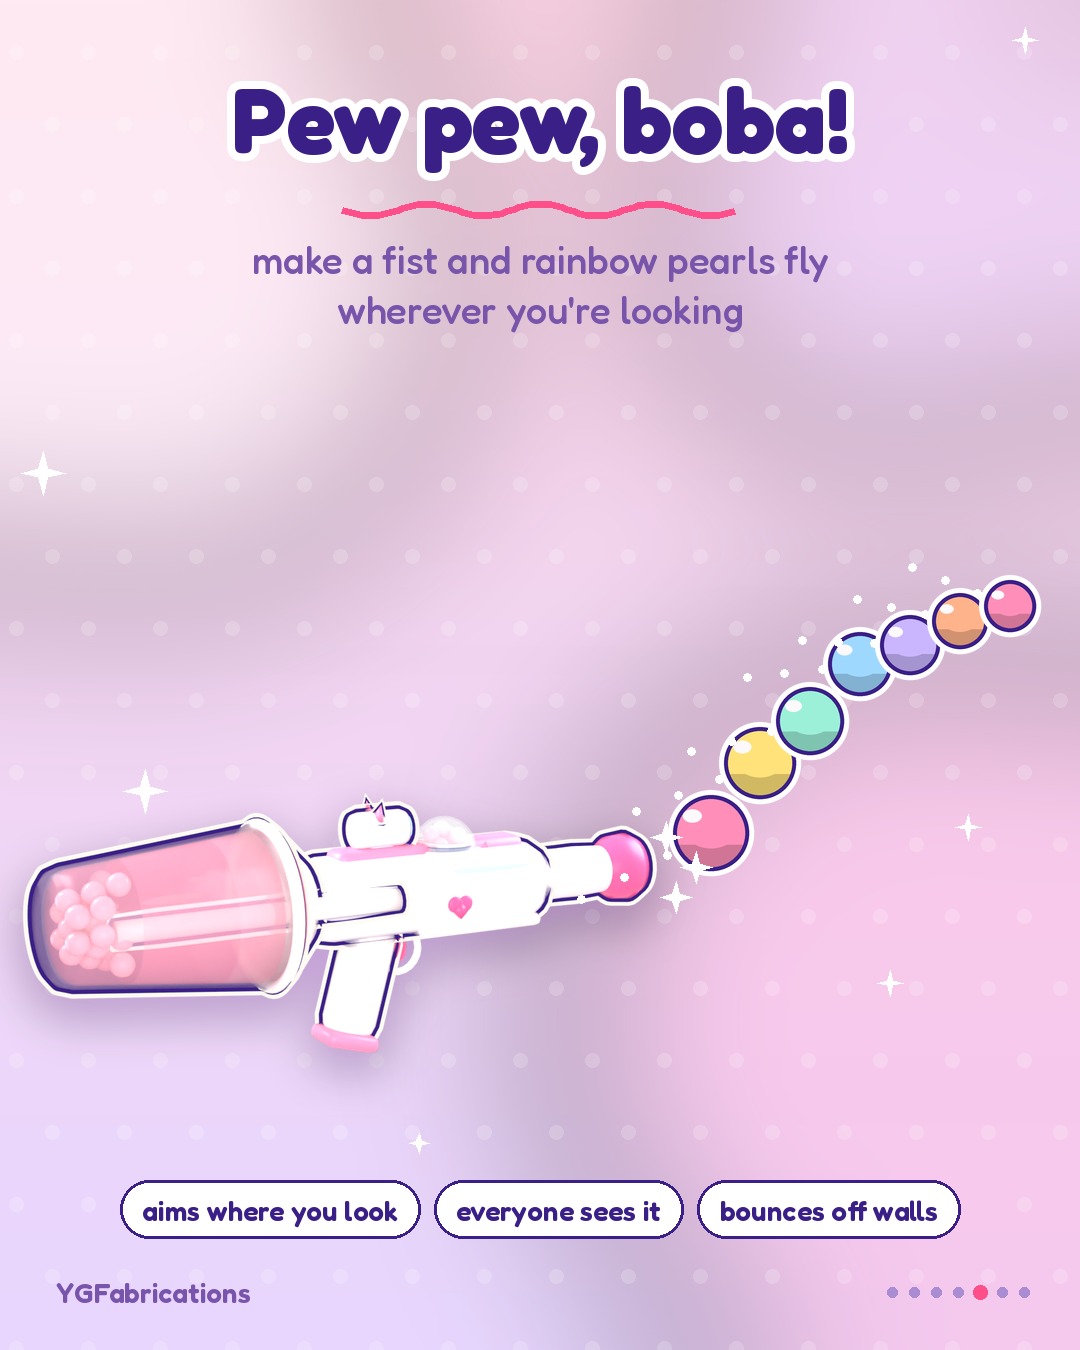 Pew pew, boba!
make a fist and rainbow pearls fly
wherever you're looking
aims where you look
everyone sees it
bounces off walls
YGFabrications